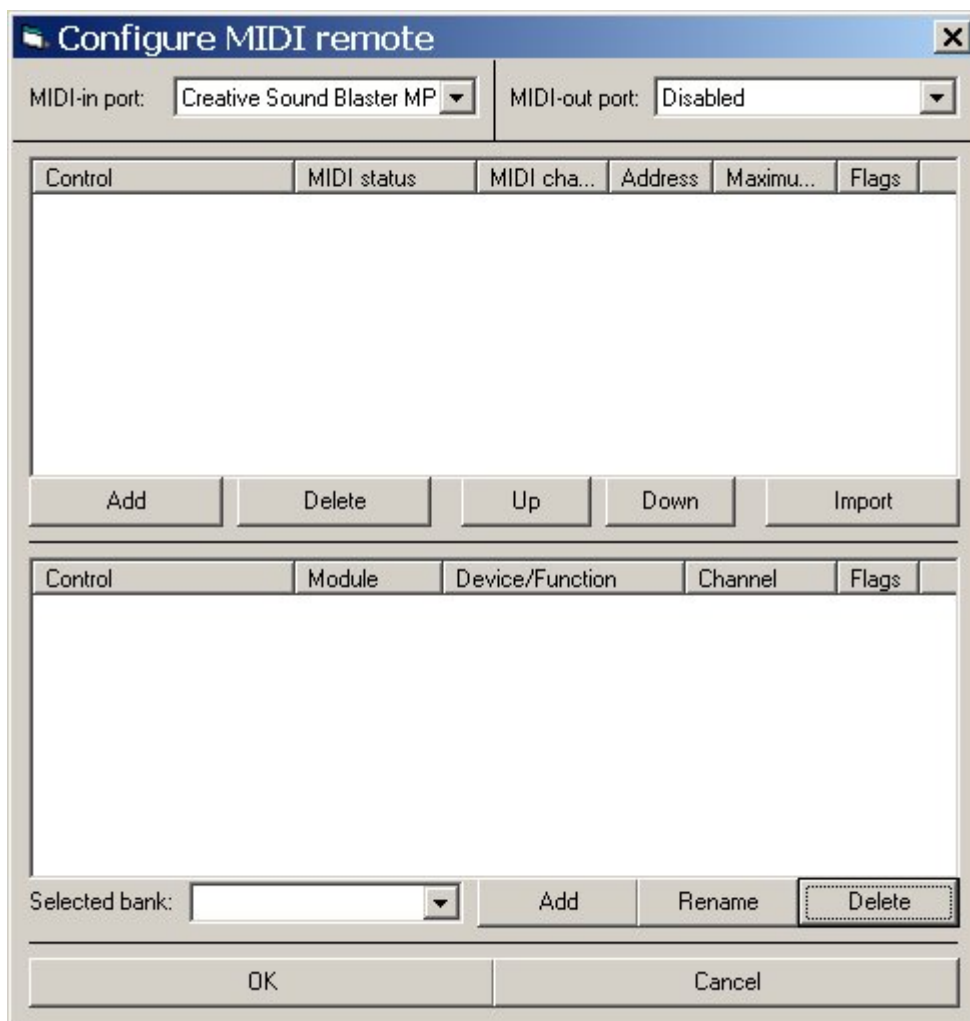 Configure MIDI remote
MIDI-in port: Creative Sound Blaster MP MIDI-out port: Disabled
Control MIDI status MIDI cha... Address Maximu... Flags
Add Delete Up Down Import
Control Module Device/Function Channel Flags
Selected bank: Add Rename Delete
OK Cancel